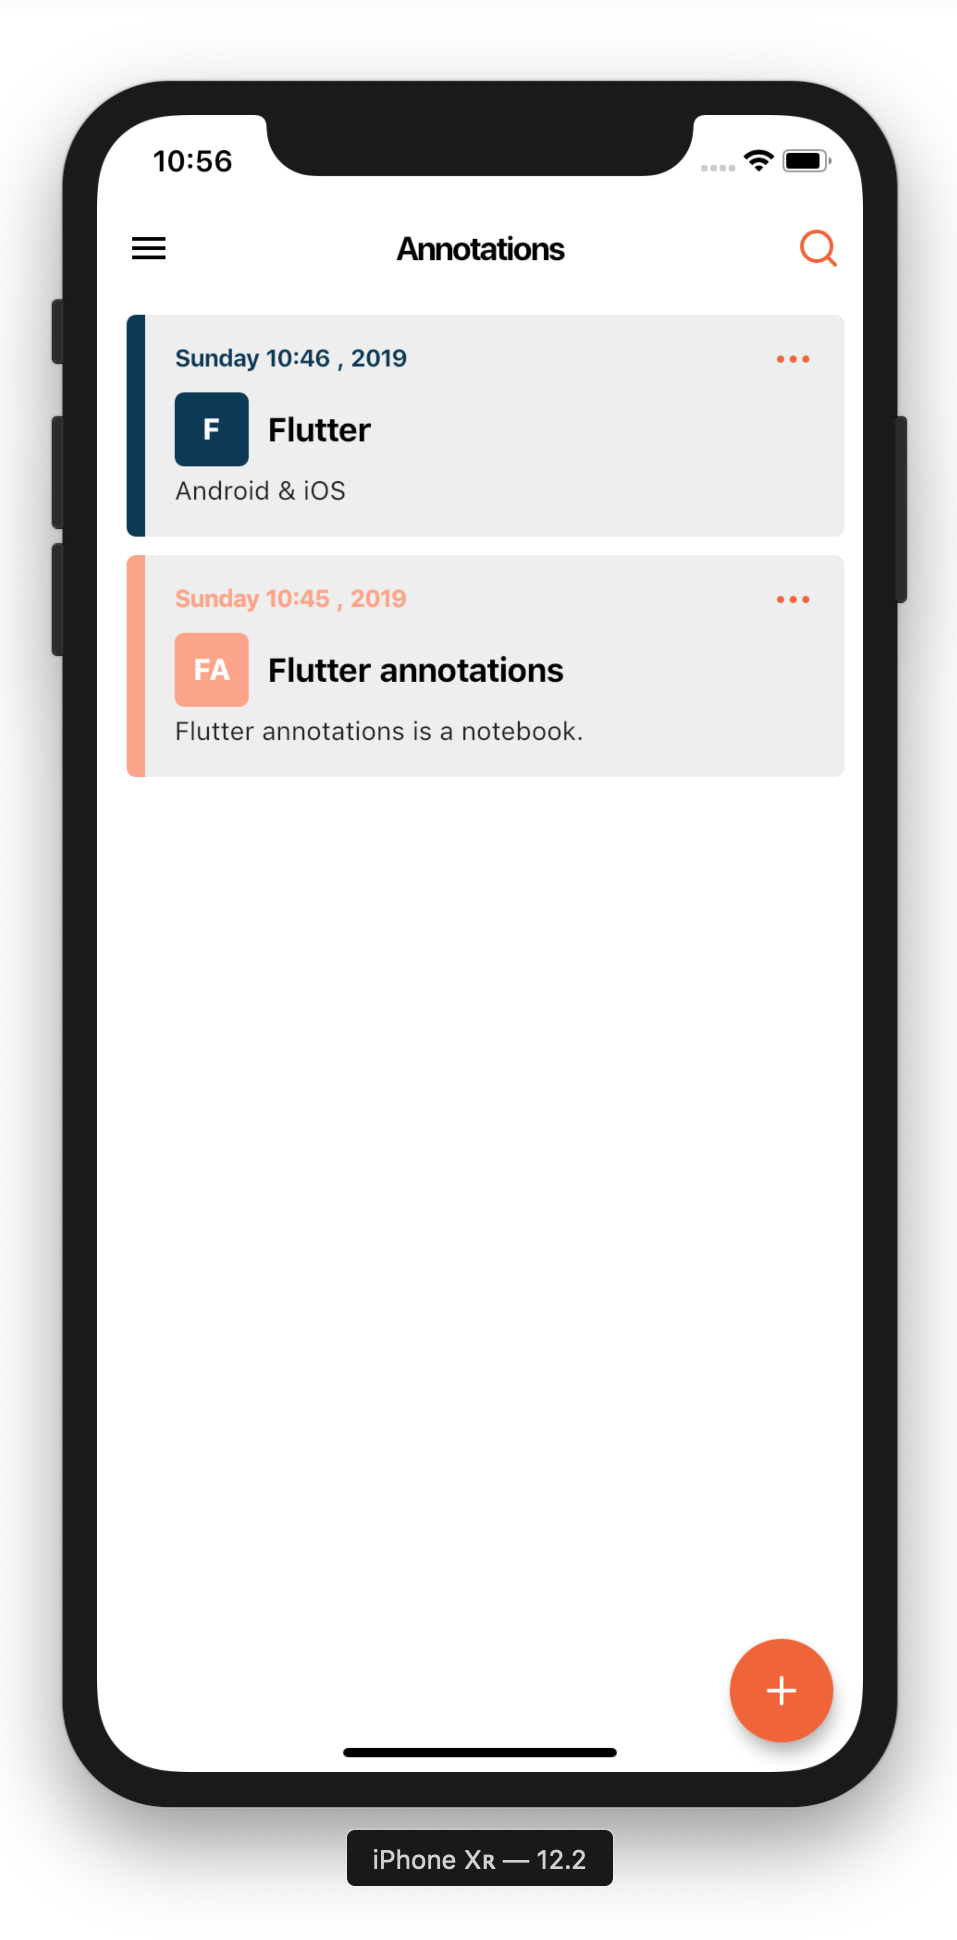 10:56
Annotations
Sunday 10:46 , 2019
F Flutter
Android & iOS
Sunday 10:45 , 2019
FA Flutter annotations
Flutter annotations is a notebook.
iPhone Xʀ — 12.2